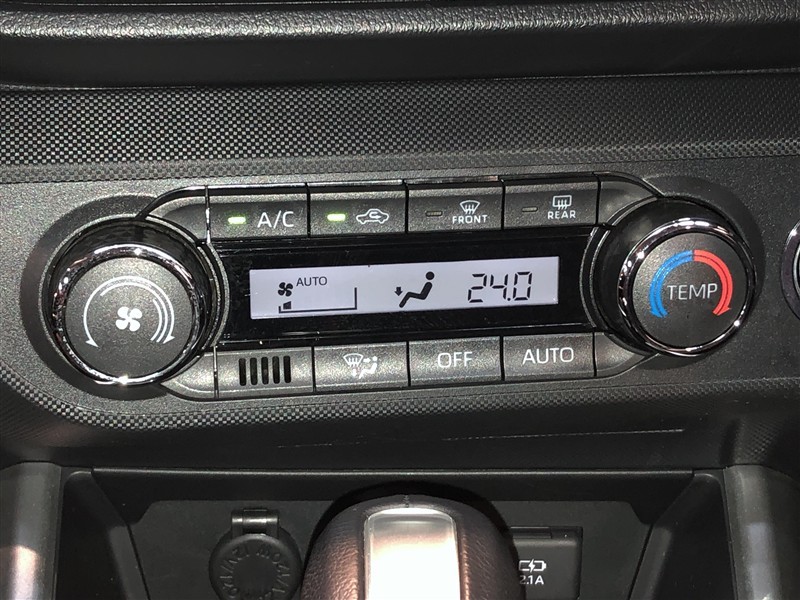 A/C
FRONT
REAR
AUTO
24.0
TEMP
OFF
AUTO
2.1A